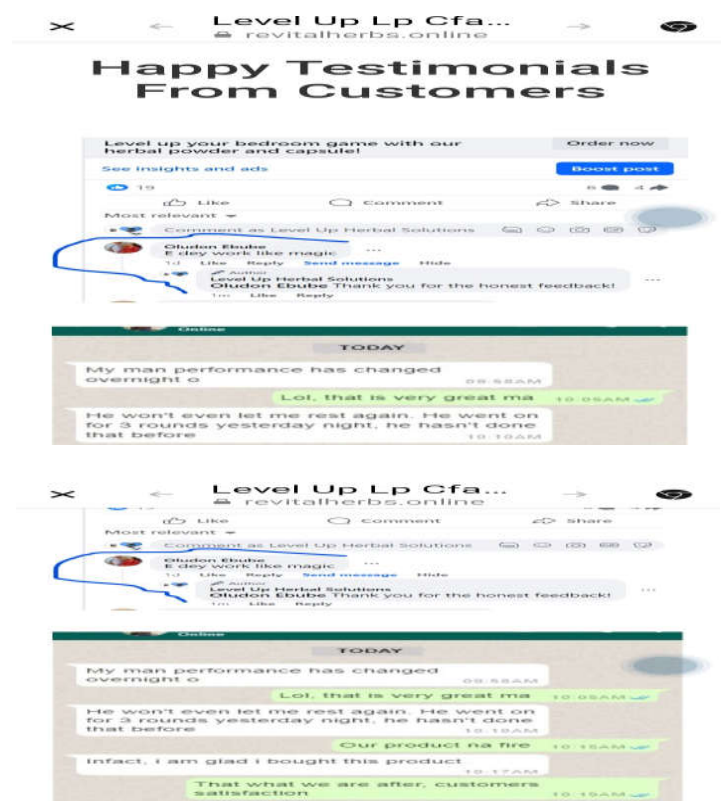 Level Up Lp Cfa...
revitalherbs.online
Happy Testimonials
From Customers
Level up your bedroom game with our
herbal powder and capsule!
Order now
See insights and ads
Boost post
19
6 4
Like Comment Share
Most relevant
Comment as Level Up Herbal Solutions
Oludon Ebube
E dey work like magic
1d Like Reply Send message Hide
Author
Level Up Herbal Solutions
Oludon Ebube Thank you for the honest feedback!
1m Like Reply
Online
TODAY
My man performance has changed
overnight o
09:58AM
Lol, that is very great ma 10:09AM
He won't even let me rest again. He went on
for 3 rounds yesterday night, he hasn't done
that before
10:10AM
Level Up Lp Cfa...
revitalherbs.online
Like Comment Share
Most relevant
Comment as Level Up Herbal Solutions
Oludon Ebube
E dey work like magic
1d Like Reply Send message Hide
Author
Level Up Herbal Solutions
Oludon Ebube Thank you for the honest feedback!
1m Like Reply
Online
TODAY
My man performance has changed
overnight o
09:58AM
Lol, that is very great ma 10:09AM
He won't even let me rest again. He went on
for 3 rounds yesterday night, he hasn't done
that before
10:10AM
Our product na fire 10:15AM
Infact, i am glad i bought this product
10:17AM
That what we are after, customers
satisfaction
10:19AM